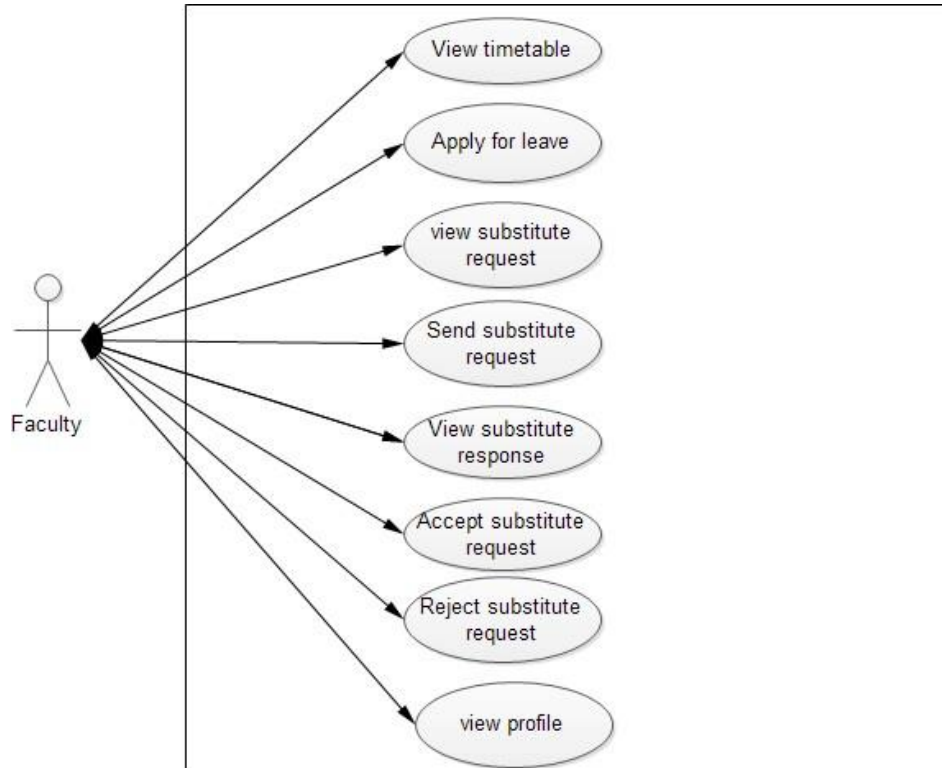 View timetable
Apply for leave
view substitute
request
Send substitute
request
Faculty
View substitute
response
Accept substitute
request
Reject substitute
request
view profile